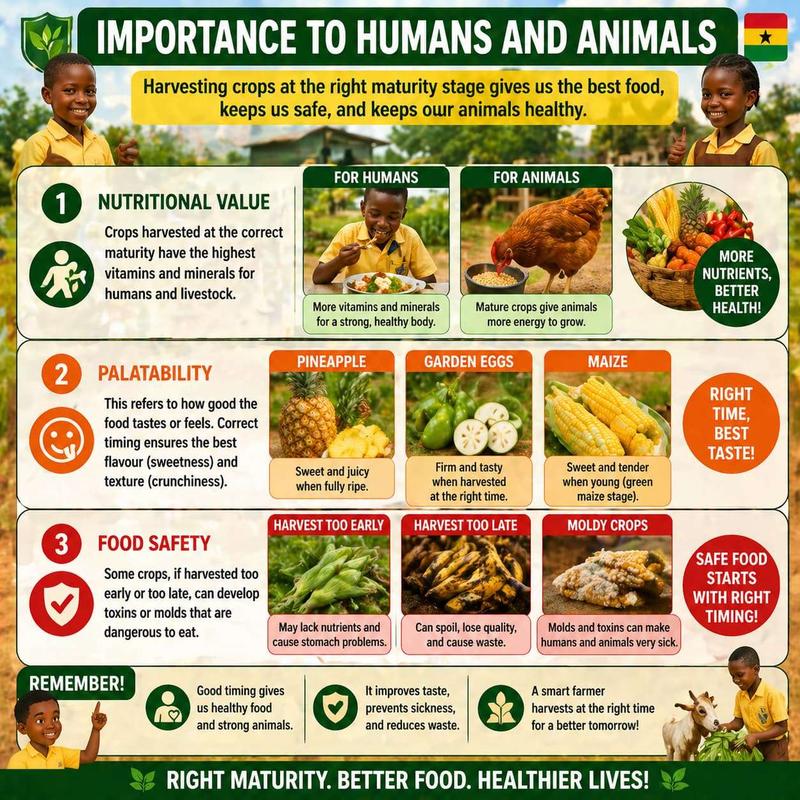 IMPORTANCE TO HUMANS AND ANIMALS
Harvesting crops at the right maturity stage gives us the best food,
keeps us safe, and keeps our animals healthy.
1
NUTRITIONAL VALUE
Crops harvested at the correct
maturity have the highest
vitamins and minerals for
humans and livestock.
FOR HUMANS
More vitamins and minerals
for a strong, healthy body.
FOR ANIMALS
Mature crops give animals
more energy to grow.
MORE
NUTRIENTS,
BETTER
HEALTH!
2
PALATABILITY
This refers to how good the
food tastes or feels. Correct
timing ensures the best
flavour (sweetness) and
texture (crunchiness).
PINEAPPLE
Sweet and juicy
when fully ripe.
GARDEN EGGS
Firm and tasty
when harvested
at the right time.
MAIZE
Sweet and tender
when young (green
maize stage).
RIGHT
TIME,
BEST
TASTE!
3
FOOD SAFETY
Some crops, if harvested too
early or too late, can develop
toxins or molds that are
dangerous to eat.
HARVEST TOO EARLY
May lack nutrients and
cause stomach problems.
HARVEST TOO LATE
Can spoil, lose quality,
and cause waste.
MOLDY CROPS
Molds and toxins can make
humans and animals very sick.
SAFE FOOD
STARTS
WITH RIGHT
TIMING!
REMEMBER!
Good timing gives
us healthy food
and strong animals.
It improves taste,
prevents sickness,
and reduces waste.
A smart farmer
harvests at the right time
for a better tomorrow!
RIGHT MATURITY. BETTER FOOD. HEALTHIER LIVES!